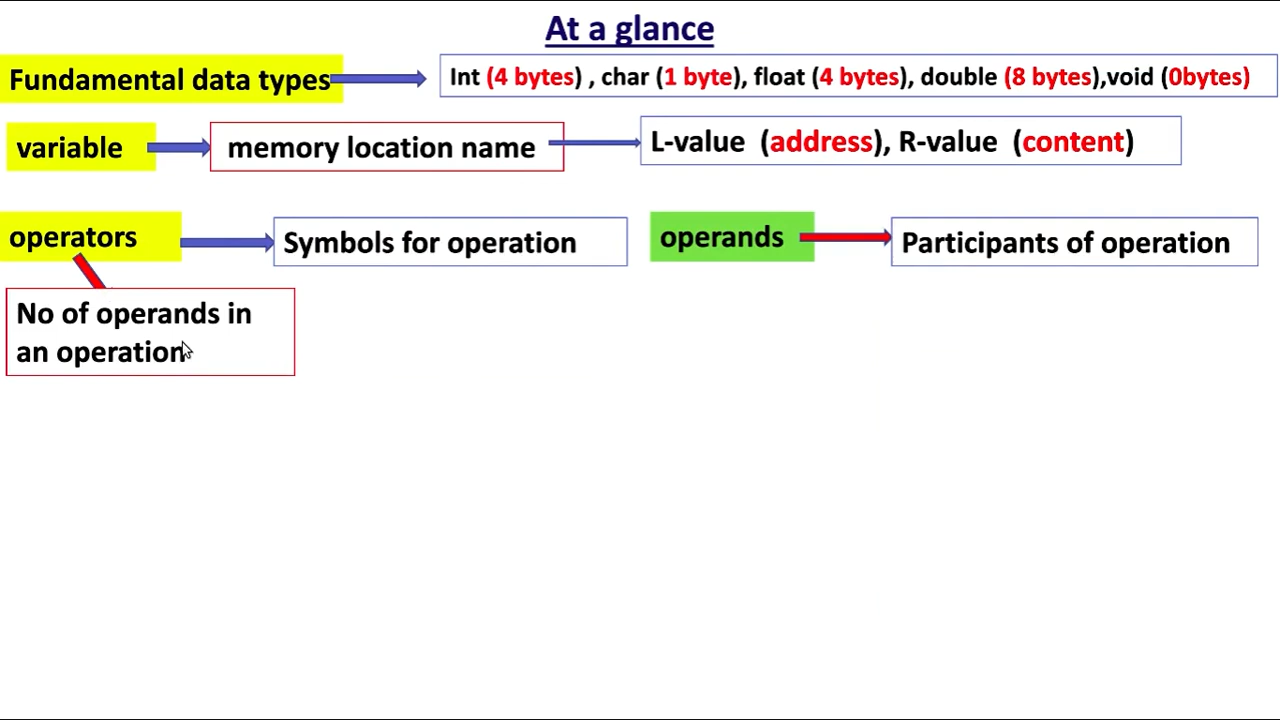 At a glance
Fundamental data types
Int (4 bytes) , char (1 byte), float (4 bytes), double (8 bytes),void (0bytes)
variable
memory location name
L-value (address), R-value (content)
operators
Symbols for operation
operands
Participants of operation
No of operands in
an operation